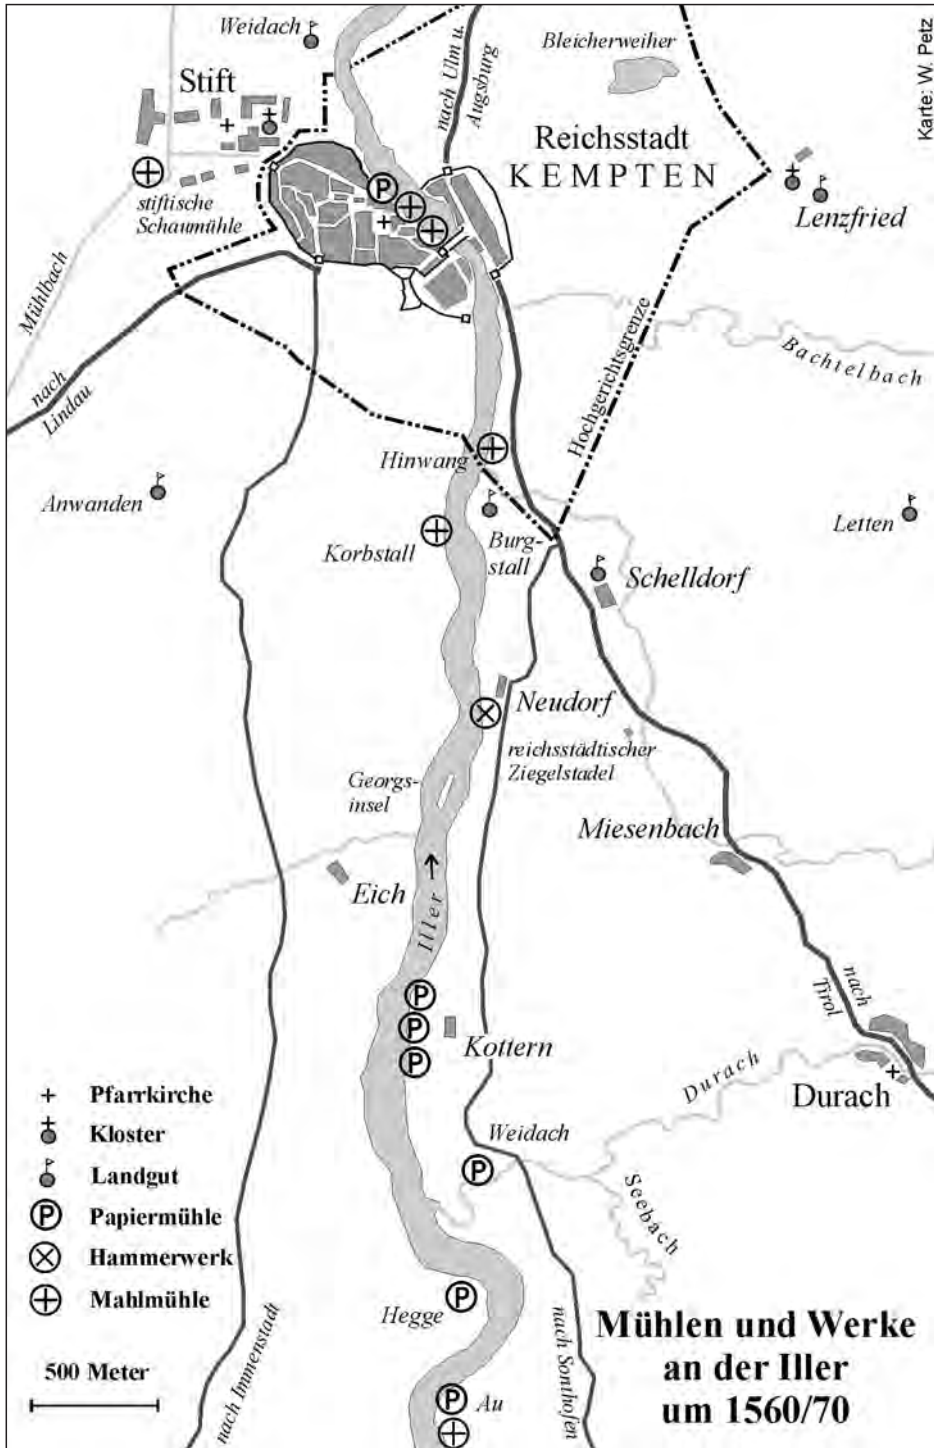 Weidach
Stift
stiftische
Schaumühle
Mühlbach
nach Ulm u.
Augsburg
Bleicherweiher
Karte: W. Petz
Reichsstadt
KEMPTEN
P
Lenzfried
Bachtelbach
Hochgerichtsgrenze
nach
Lindau
Hinwang
Anwanden
Korbstall
Burg-
stall
Letten
Schelldorf
Neudorf
reichsstädtischer
Ziegelstadel
Georgs-
insel
Miesenbach
Eich
Iller
nach
Tirol
P
P
P
Kottern
Durach
Durach
Weidach
P
Seebach
Hegge
P
P
Au
nach Immenstadt
nach Sonthofen
Pfarrkirche
Kloster
Landgut
P Papiermühle
Hammerwerk
Mahlmühle
500 Meter
Mühlen und Werke
an der Iller
um 1560/70